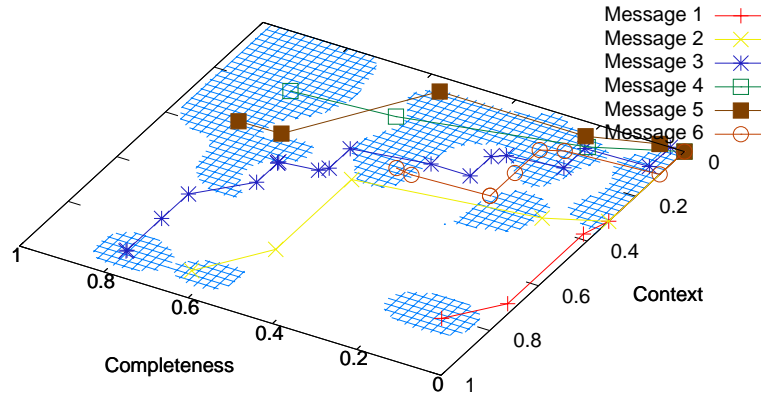 Message 1
Message 2
Message 3
Message 4
Message 5
Message 6
0
0.2
0.4
0.6
Context
0.8
1
1
0.8
0.6
0.4
0.2
0
Completeness